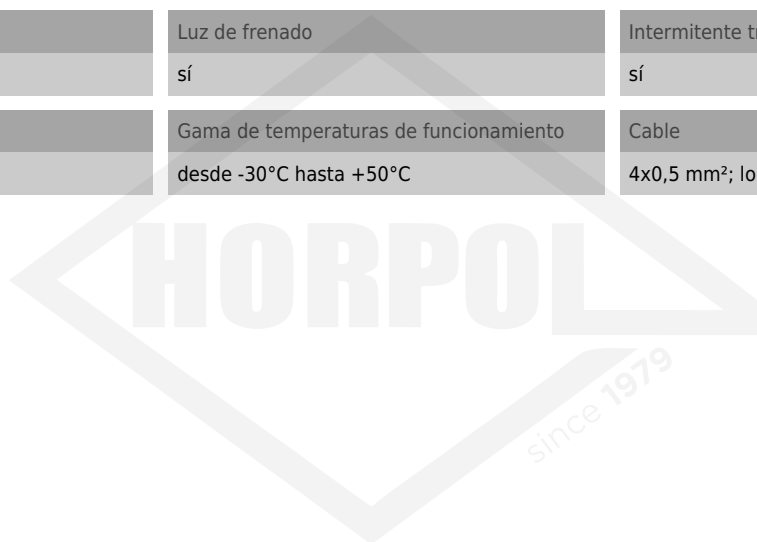 Luz de frenado
Intermitente
sí
sí
Gama de temperaturas de funcionamiento
Cable
desde -30°C hasta +50°C
4x0,5 mm²;
HORPOL
since 1979